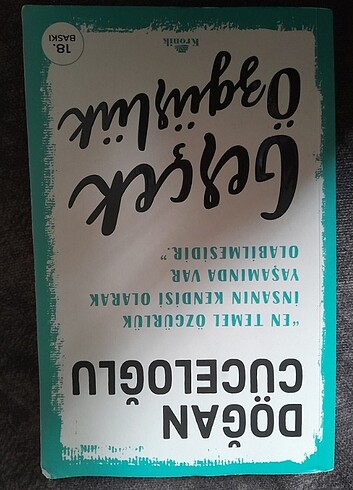 DOĞAN
CÜCELOĞLU
"EN TEMEL ÖZGÜRLÜK
İNSANIN KENDİSİ OLARAK
YAŞAMINDA VAR
OLABİLMESİDİR."
Gerçek
Özgürlük
Kronik
18.
BASKI